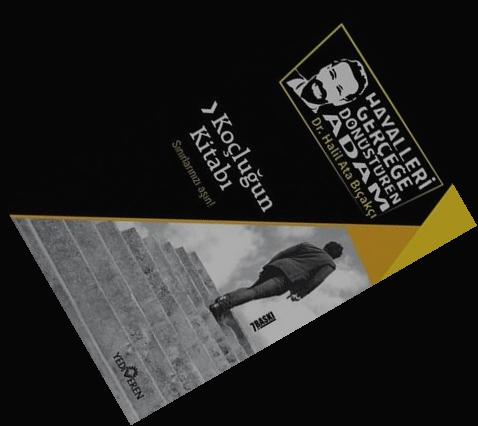 HAYALLERİ
GERÇEĞE
DÖNÜŞTÜREN
ADAM
Dr. Halil Ata Bıçakçı
Koçluğun
Kitabı
Sınırlarınızı aşın!
7.BASKI
YEDİVEREN